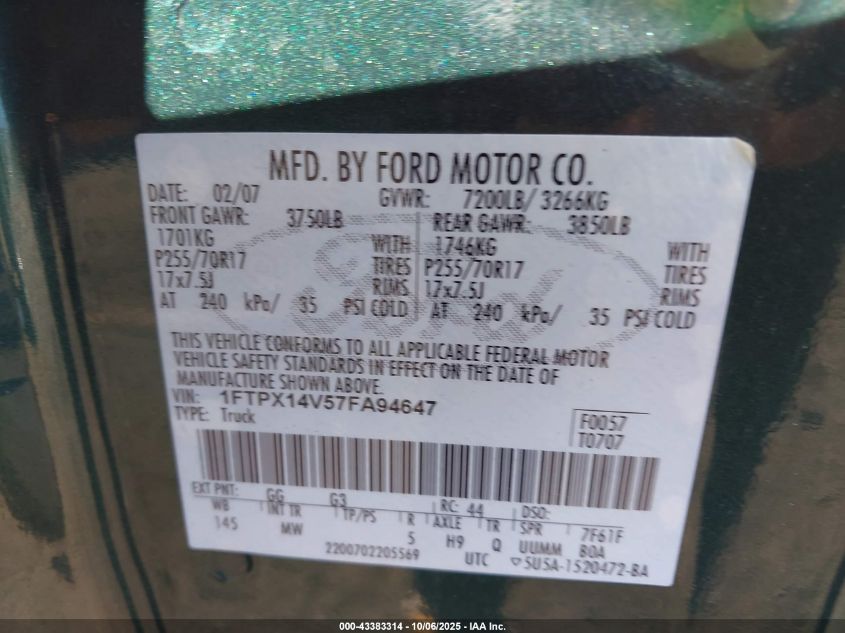 MFD. BY FORD MOTOR CO.
DATE: 02/07 GVWR: 7200LB/ 3266KG
FRONT GAWR: 3750LB REAR GAWR: 3850LB
1701KG WITH 1746KG WITH
P255/70R17 TIRES P255/70R17 TIRES
17x7.5J RIMS 17x7.5J RIMS
AT 240 kPa/ 35 PSI COLD AT 240 kPa/ 35 PSI COLD
THIS VEHICLE CONFORMS TO ALL APPLICABLE FEDERAL MOTOR
VEHICLE SAFETY STANDARDS IN EFFECT ON THE DATE OF
MANUFACTURE SHOWN ABOVE.
VIN: 1FTPX14V57FA94647
TYPE: Truck
F0057
T0707
EXT PNT: GG G3 RC: 44 DSO:
WB INT TR TP/PS R AXLE TR SPR 7F61F
145 MW 5 H9 Q UUMM BOA
2200702205569 UTC ▽5U5A-1520472-BA
000-43383314 - 10/06/2025 - IAA Inc.